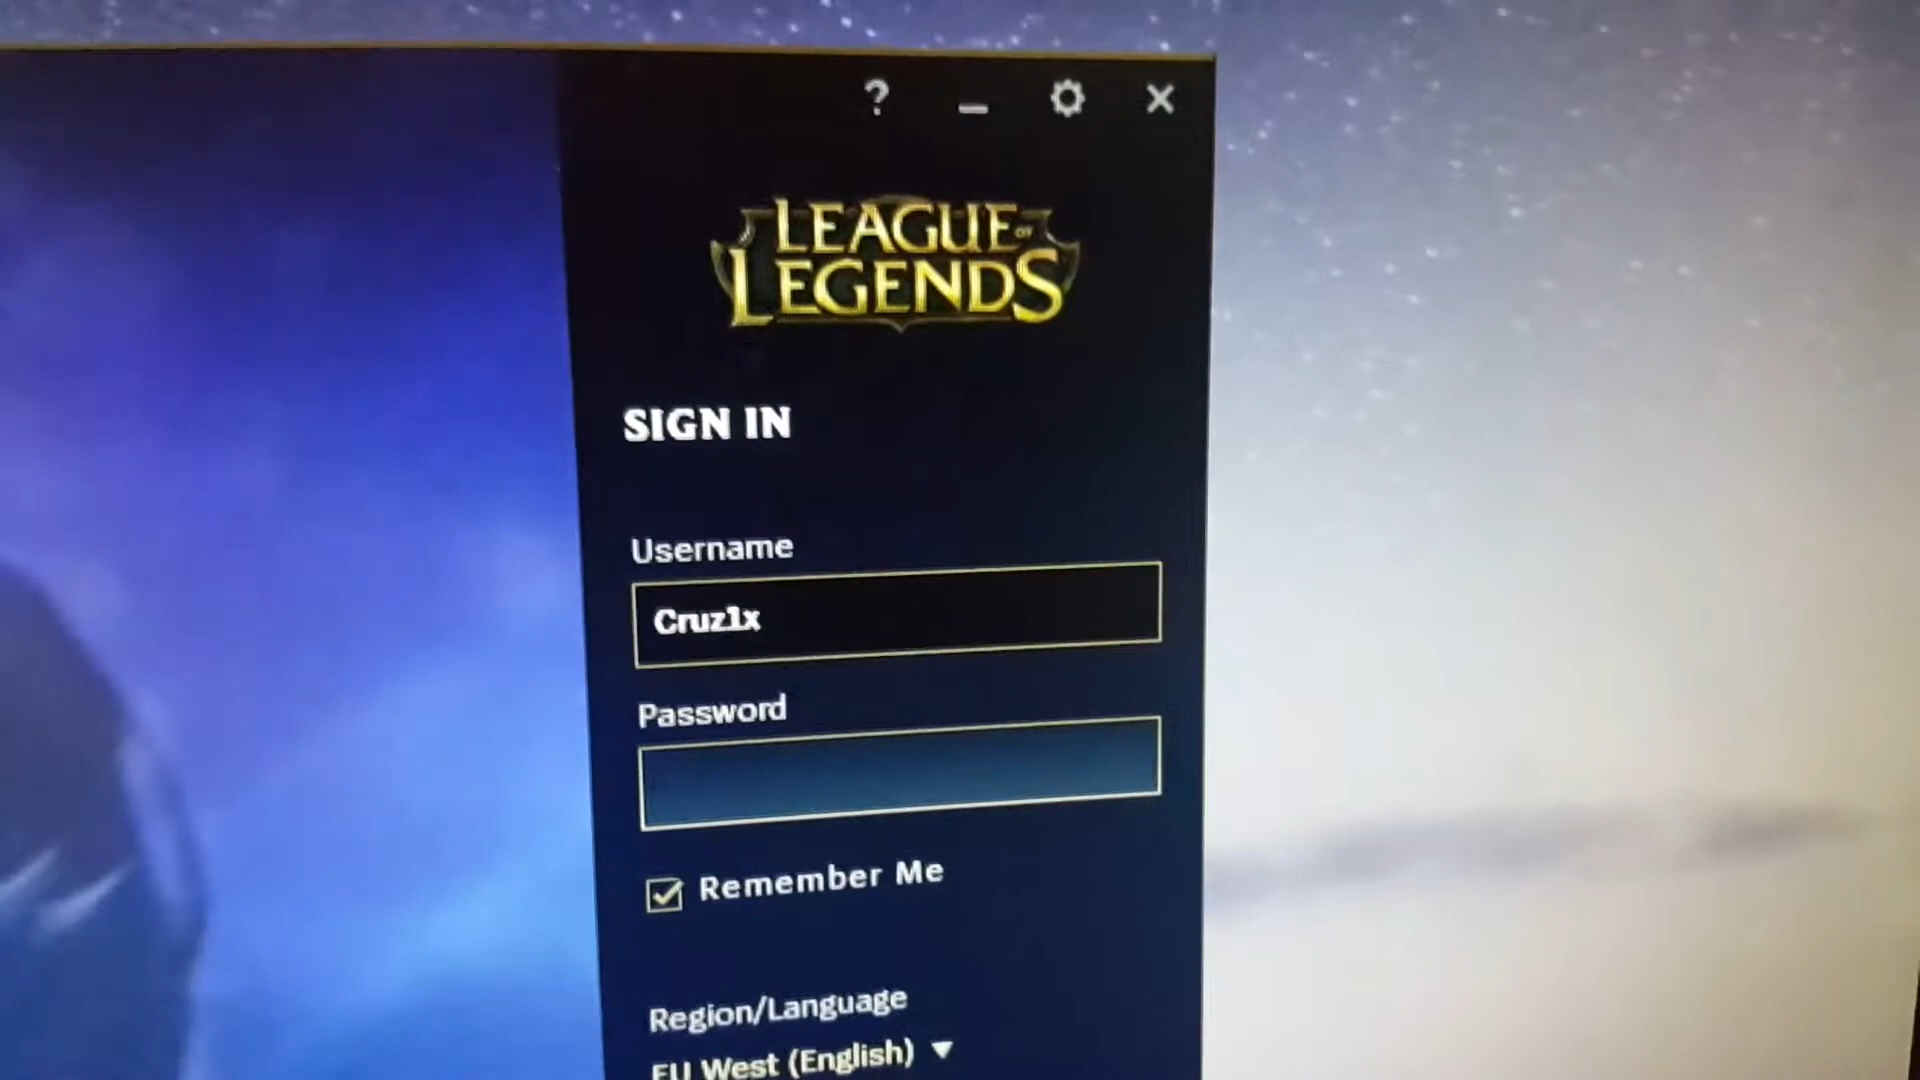 ?
LEAGUE OF
LEGENDS
SIGN IN
Username
Cruz1x
Password
Remember Me
Region/Language
EU West (English)